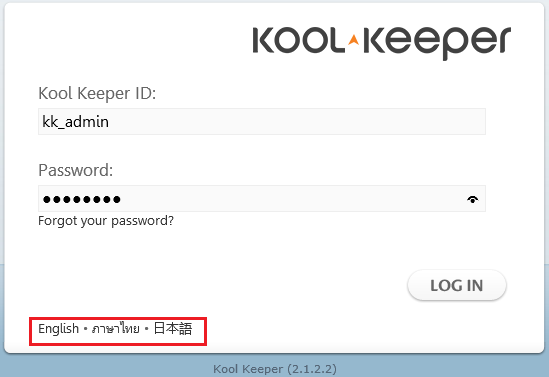 KOOL KEEPER
Kool Keeper ID:
kk_admin
Password:
●●●●●●●●
Forgot your password?
LOG IN
English • ภาษาไทย • 日本語
Kool Keeper (2.1.2.2)